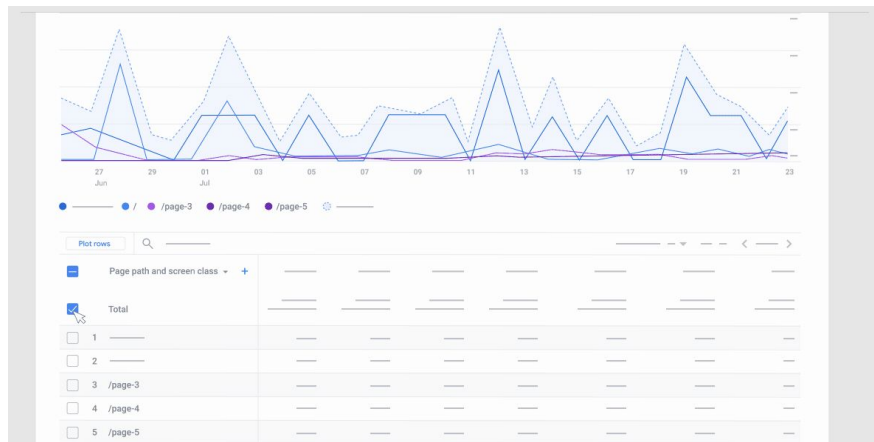 27 29 01 03 05 07 09 11 13 15 17 19 21 23
Jun Jul
/ /page-3 /page-4 /page-5
Plot rows
Page path and screen class +
Total
1
2
3 /page-3
4 /page-4
5 /page-5